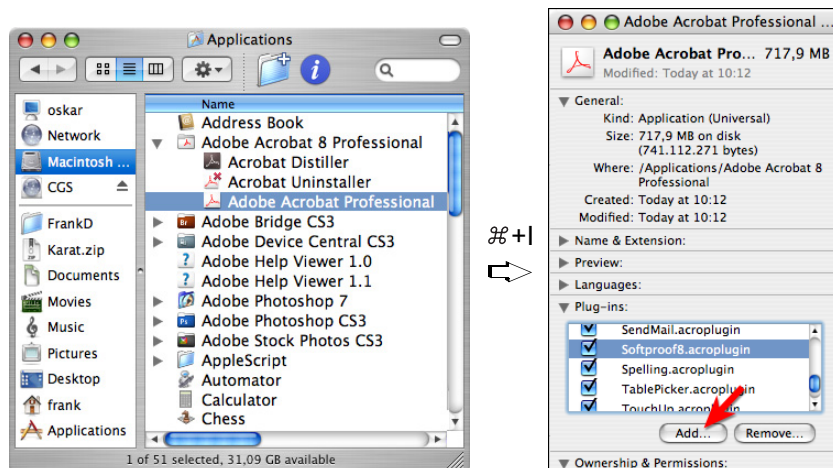 Applications
oskar
Network
Macintosh ...
CGS
FrankD
Karat.zip
Documents
Movies
Music
Pictures
Desktop
frank
Applications
Name
Address Book
Adobe Acrobat 8 Professional
Acrobat Distiller
Acrobat Uninstaller
Adobe Acrobat Professional
Adobe Bridge CS3
Adobe Device Central CS3
Adobe Help Viewer 1.0
Adobe Help Viewer 1.1
Adobe Photoshop 7
Adobe Photoshop CS3
Adobe Stock Photos CS3
AppleScript
Automator
Calculator
Chess
1 of 51 selected, 31,09 GB available
⌘+I
Adobe Acrobat Professional ...
Adobe Acrobat Pro... 717,9 MB
Modified: Today at 10:12
General:
Kind: Application (Universal)
Size: 717,9 MB on disk
(741.112.271 bytes)
Where: /Applications/Adobe Acrobat 8
Professional
Created: Today at 10:12
Modified: Today at 10:12
Name & Extension:
Preview:
Languages:
Plug-ins:
SendMail.acroplugin
Softproof8.acroplugin
Spelling.acroplugin
TablePicker.acroplugin
TouchUp.acroplugin
Add... Remove...
Ownership & Permissions: